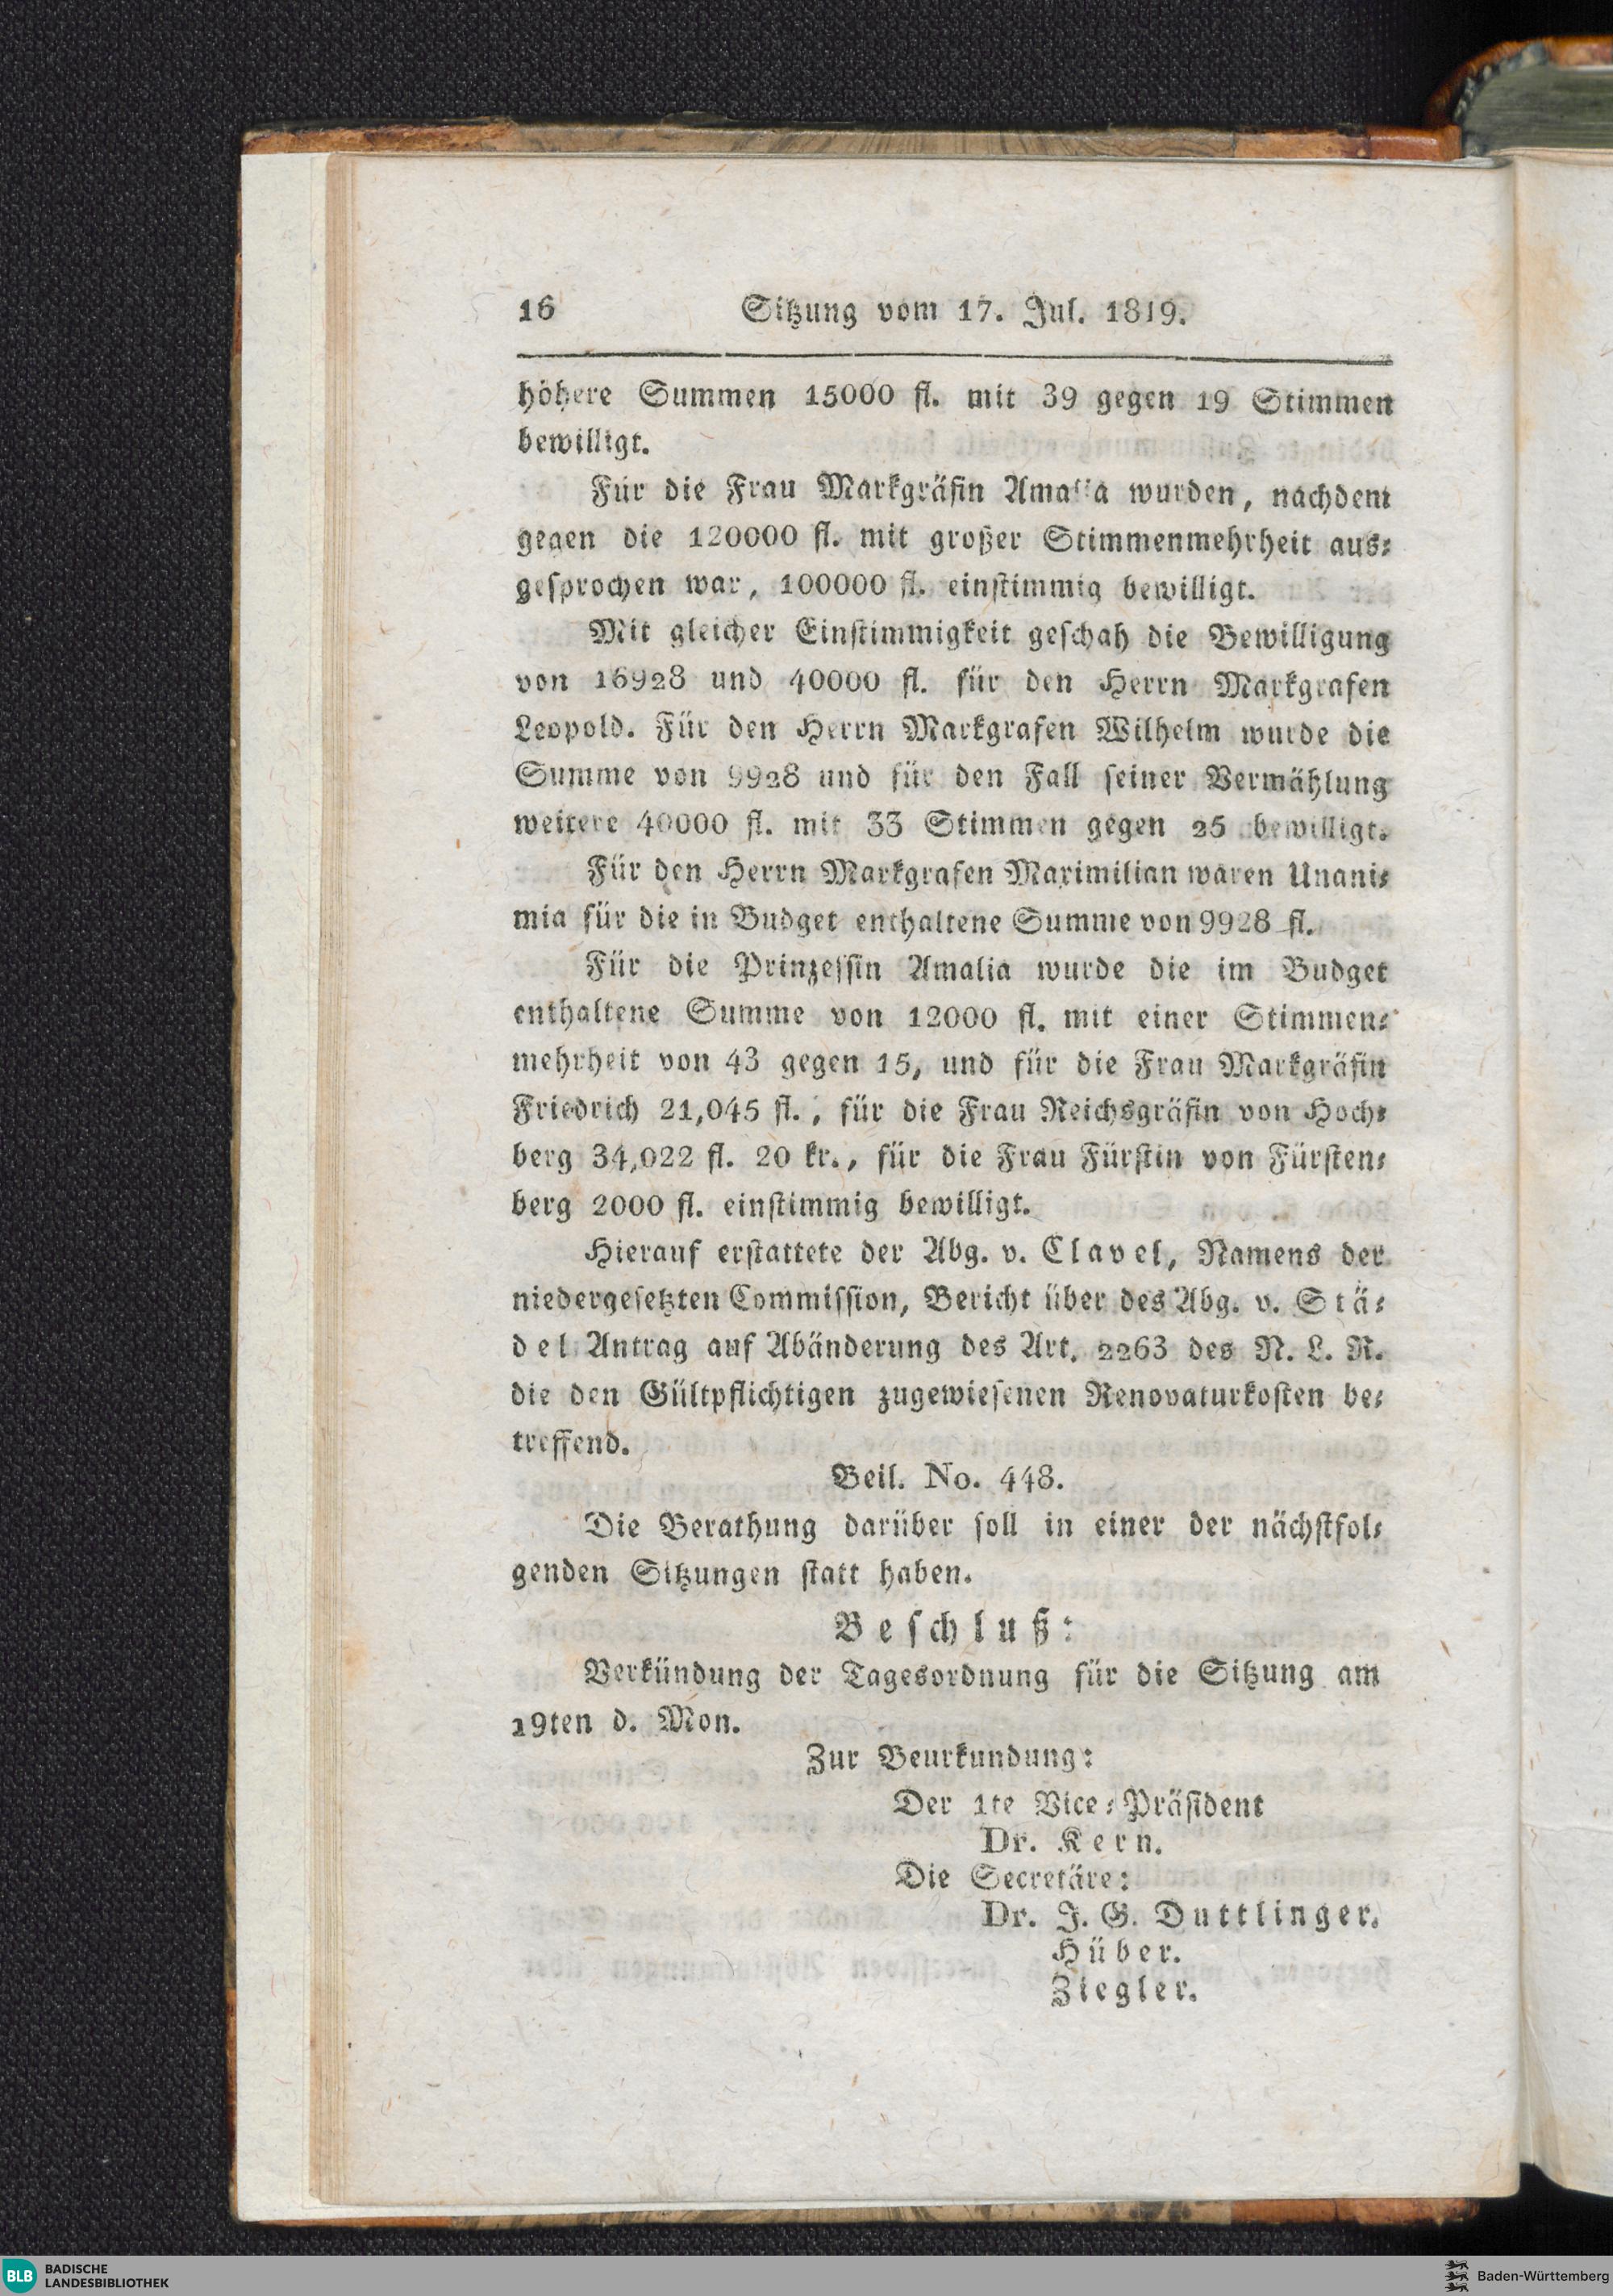 16 Sitzung vom 17. Jul. 1819.
höhere Summen 15000 fl. mit 39 gegen 19 Stimmen
bewilligt.
Für die Frau Markgräfin Amalia wurden, nachdem
gegen die 120000 fl. mit großer Stimmenmehrheit aus-
gesprochen war, 100000 fl. einstimmig bewilligt.
Mit gleicher Einstimmigkeit geschah die Bewilligung
von 16928 und 40000 fl. für den Herrn Markgrafen
Leopold. Für den Herrn Markgrafen Wilhelm wurde die
Summe von 9928 und für den Fall seiner Vermählung
weitere 40000 fl. mit 33 Stimmen gegen 25 bewilligt.
Für den Herrn Markgrafen Maximilian waren Unani-
mia für die in Budget enthaltene Summe von 9928 fl.
Für die Prinzessin Amalia wurde die im Budget
enthaltene Summe von 12000 fl. mit einer Stimmen-
mehrheit von 43 gegen 15, und für die Frau Markgräfin
Friedrich 21,045 fl., für die Frau Reichsgräfin von Hoch-
berg 34,022 fl. 20 kr., für die Frau Fürstin von Fürsten-
berg 2000 fl. einstimmig bewilligt.
Hierauf erstattete der Abg. v. Clavel, Namens der
niedergesetzten Commission, Bericht über des Abg. v. Stä-
del Antrag auf Abänderung des Art. 2263 des N. L. R.
die den Gültpflichtigen zugewiesenen Renovaturkosten be-
treffend.
Beil. No. 448.
Die Berathung darüber soll in einer der nächstfol-
genden Sitzungen statt haben.
Beschluß:
Verkündung der Tagesordnung für die Sitzung am
19ten d. Mon.
Zur Beurkundung:
Der 1te Vice-Präsident
Dr. Kern.
Die Secretäre:
Dr. J. G. Duttlinger.
Hüber.
Ziegler.
BLB BADISCHE
LANDESBIBLIOTHEK
Baden-Württemberg